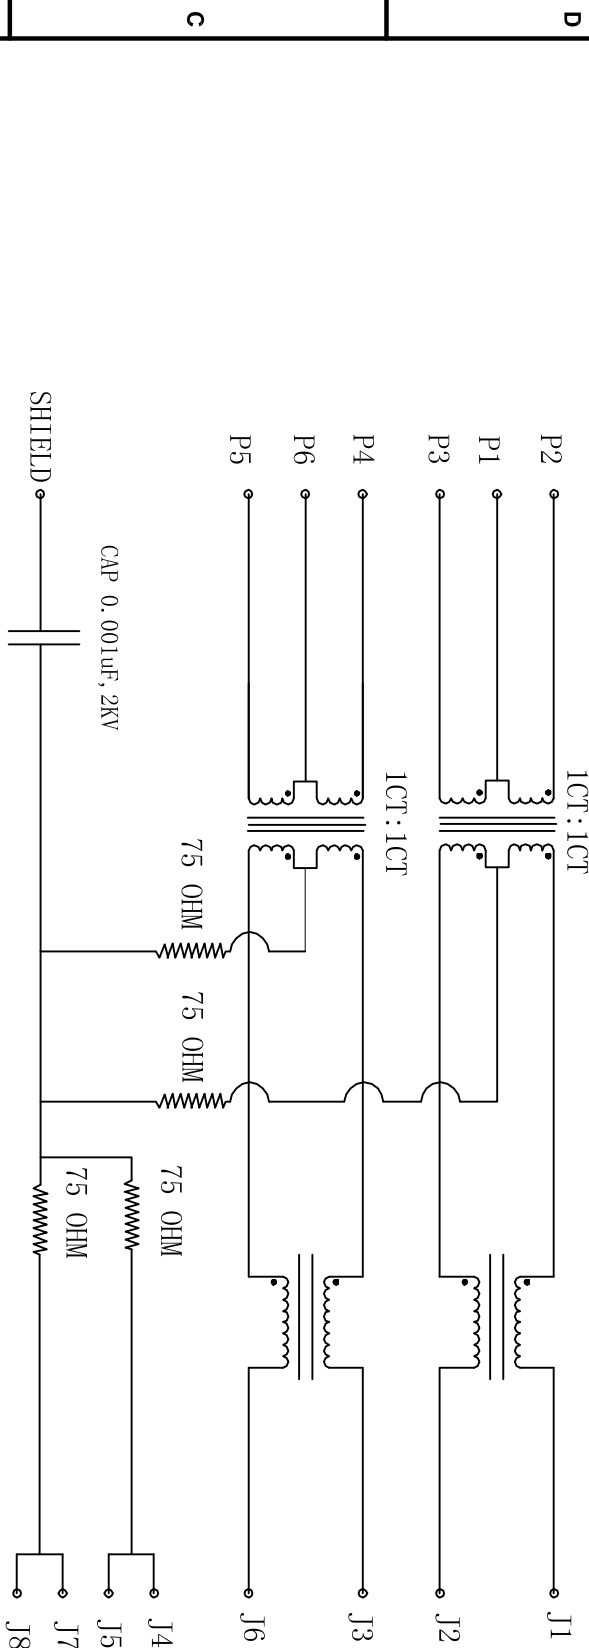 D
C
P2
P1
P3
P4
P6
P5
SHIELD
1CT:1CT
1CT:1CT
CAP 0.001uF,2KV
75 OHM
75 OHM
75 OHM
75 OHM
J1
J2
J3
J6
J4
J5
J7
J8